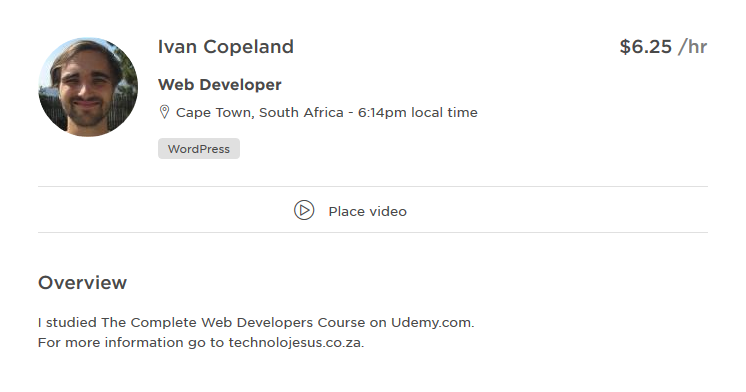 Ivan Copeland
$6.25 /hr
Web Developer
Cape Town, South Africa - 6:14pm local time
WordPress
Place video
Overview
I studied The Complete Web Developers Course on Udemy.com.
For more information go to technolojesus.co.za.